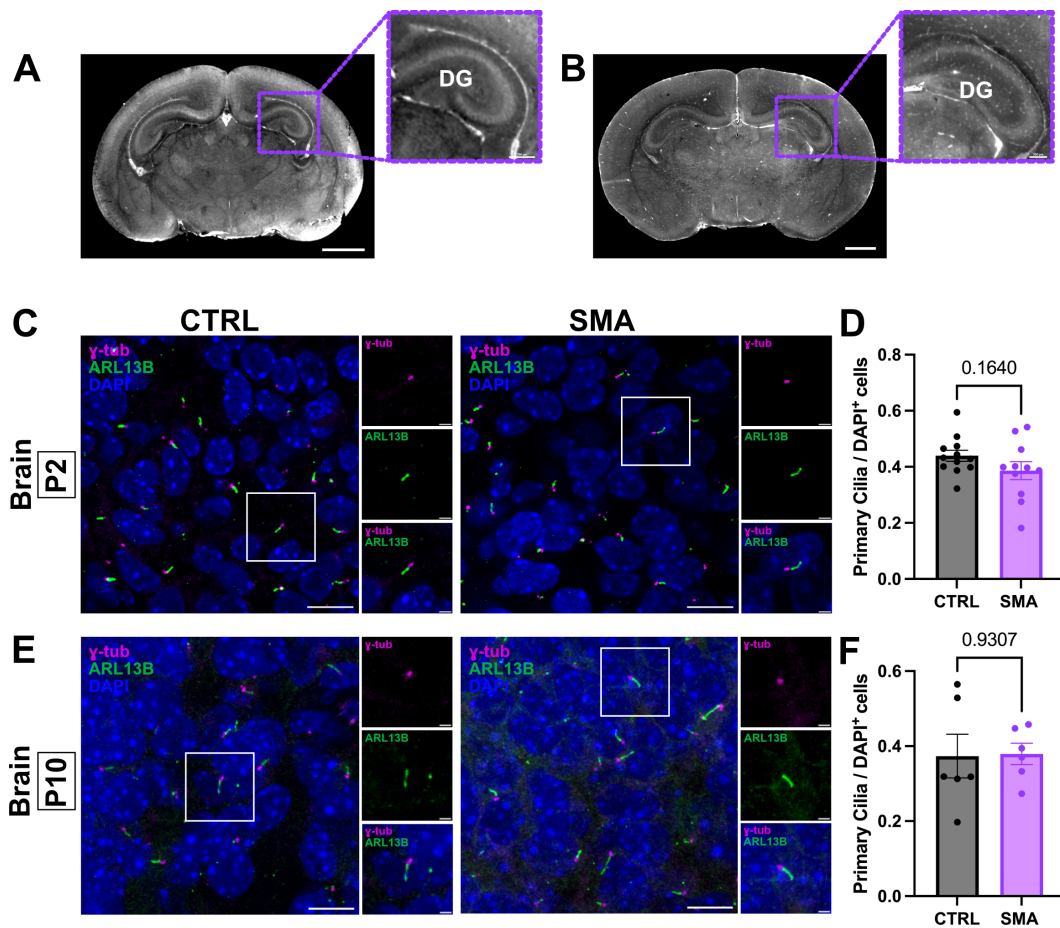 A
DG
B
DG
CTRL
SMA
C
Brain
P2
ɣ-tub
ARL13B
DAPI
ɣ-tub
ARL13B
ɣ-tub
ARL13B
ɣ-tub
ARL13B
DAPI
ɣ-tub
ARL13B
ɣ-tub
ARL13B
D
Primary Cilia / DAPI⁺ cells
0.8
0.6
0.4
0.2
0.0
0.1640
CTRL
SMA
E
Brain
P10
ɣ-tub
ARL13B
DAPI
ɣ-tub
ARL13B
ɣ-tub
ARL13B
ɣ-tub
ARL13B
DAPI
ɣ-tub
ARL13B
ɣ-tub
ARL13B
F
Primary Cilia / DAPI⁺ cells
0.6
0.4
0.2
0.0
0.9307
CTRL
SMA